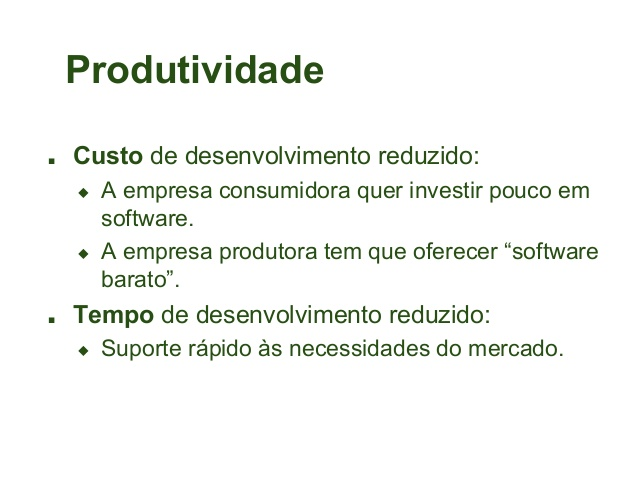 Produtividade
Custo de desenvolvimento reduzido:
A empresa consumidora quer investir pouco em
software.
A empresa produtora tem que oferecer “software
barato”.
Tempo de desenvolvimento reduzido:
Suporte rápido às necessidades do mercado.